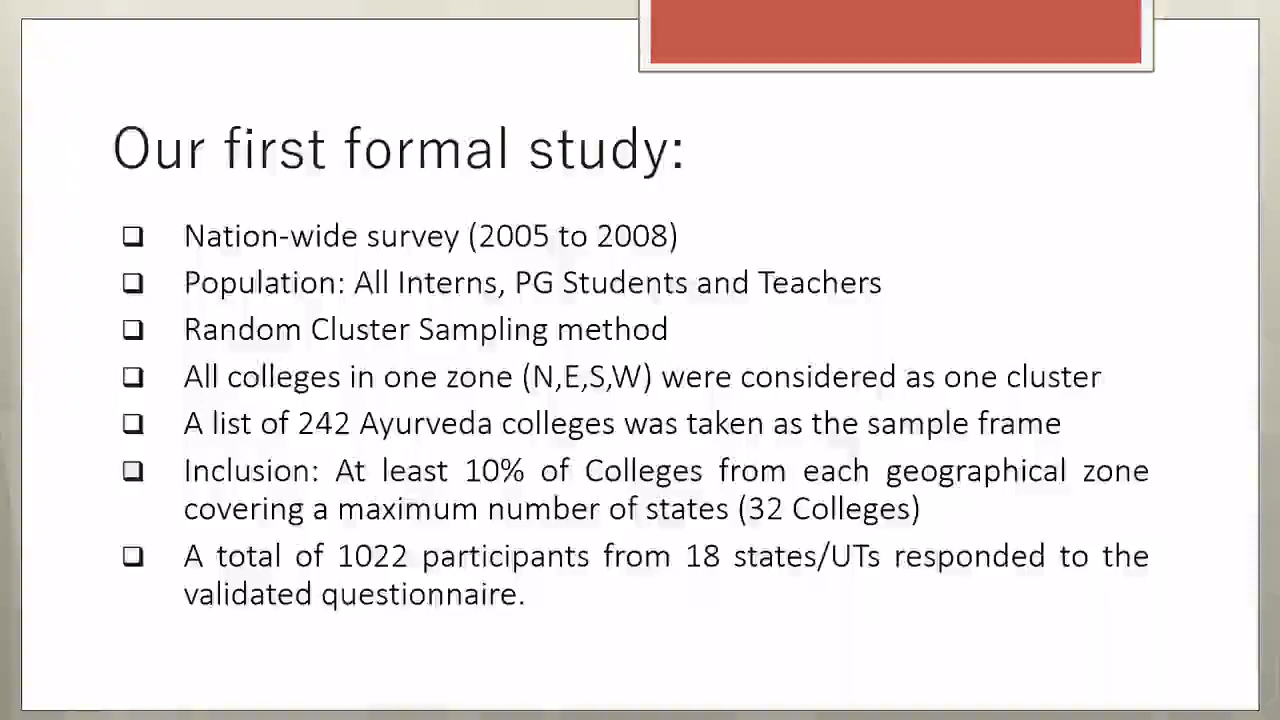 Our first formal study:
❑ Nation-wide survey (2005 to 2008)
❑ Population: All Interns, PG Students and Teachers
❑ Random Cluster Sampling method
❑ All colleges in one zone (N,E,S,W) were considered as one cluster
❑ A list of 242 Ayurveda colleges was taken as the sample frame
❑ Inclusion: At least 10% of Colleges from each geographical zone
covering a maximum number of states (32 Colleges)
❑ A total of 1022 participants from 18 states/UTs responded to the
validated questionnaire.